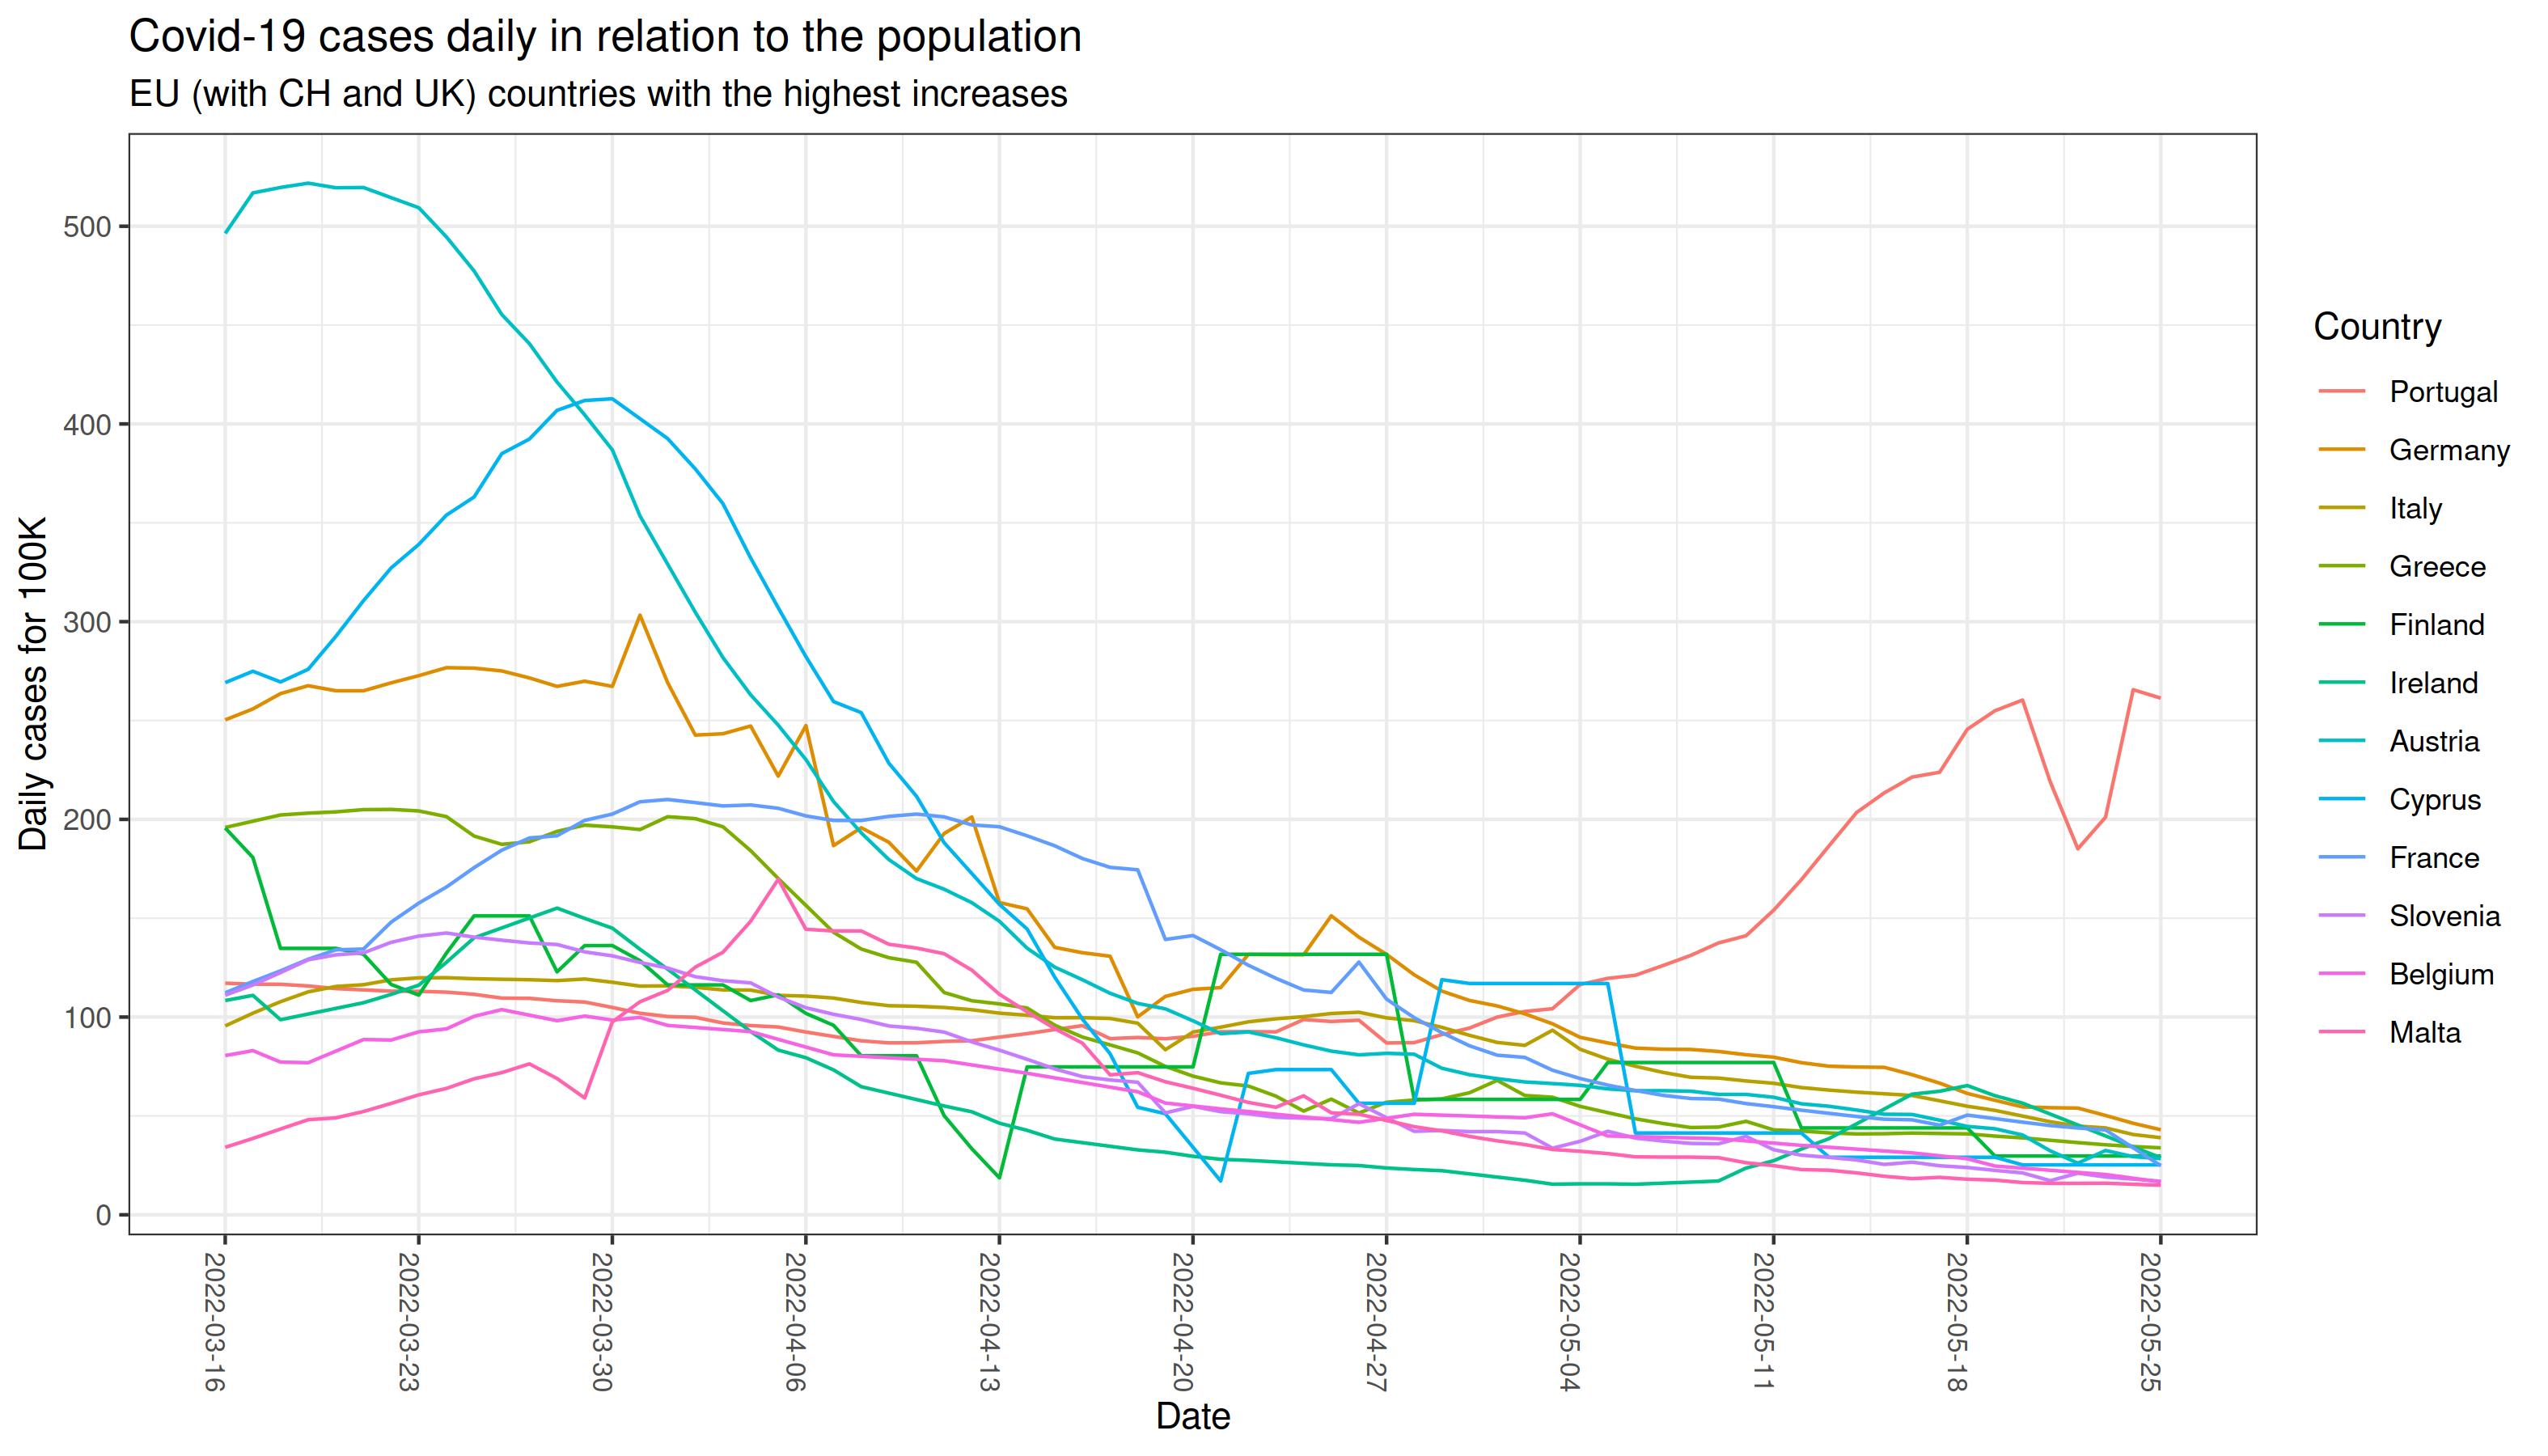 Covid-19 cases daily in relation to the population
EU (with CH and UK) countries with the highest increases
Daily cases for 100K
500
400
300
200
100
0
2022-03-16
2022-03-23
2022-03-30
2022-04-06
2022-04-13
2022-04-20
2022-04-27
2022-05-04
2022-05-11
2022-05-18
2022-05-25
Date
Country
Portugal
Germany
Italy
Greece
Finland
Ireland
Austria
Cyprus
France
Slovenia
Belgium
Malta